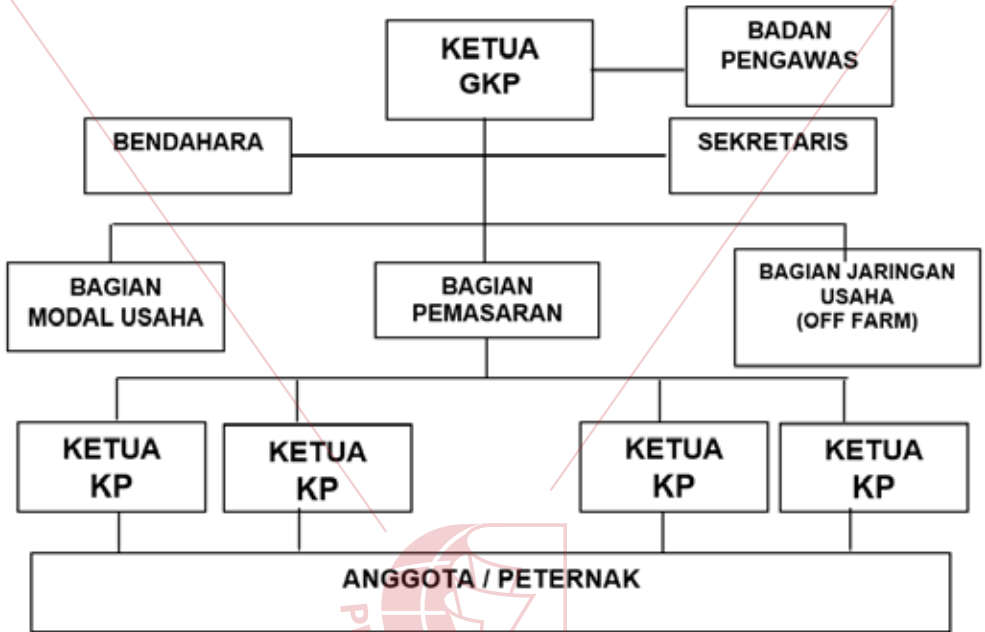 KETUA
GKP
BADAN
PENGAWAS
BENDAHARA
SEKRETARIS
BAGIAN
MODAL USAHA
BAGIAN
PEMASARAN
BAGIAN JARINGAN
USAHA
(OFF FARM)
KETUA
KP
KETUA
KP
KETUA
KP
KETUA
KP
ANGGOTA / PETERNAK